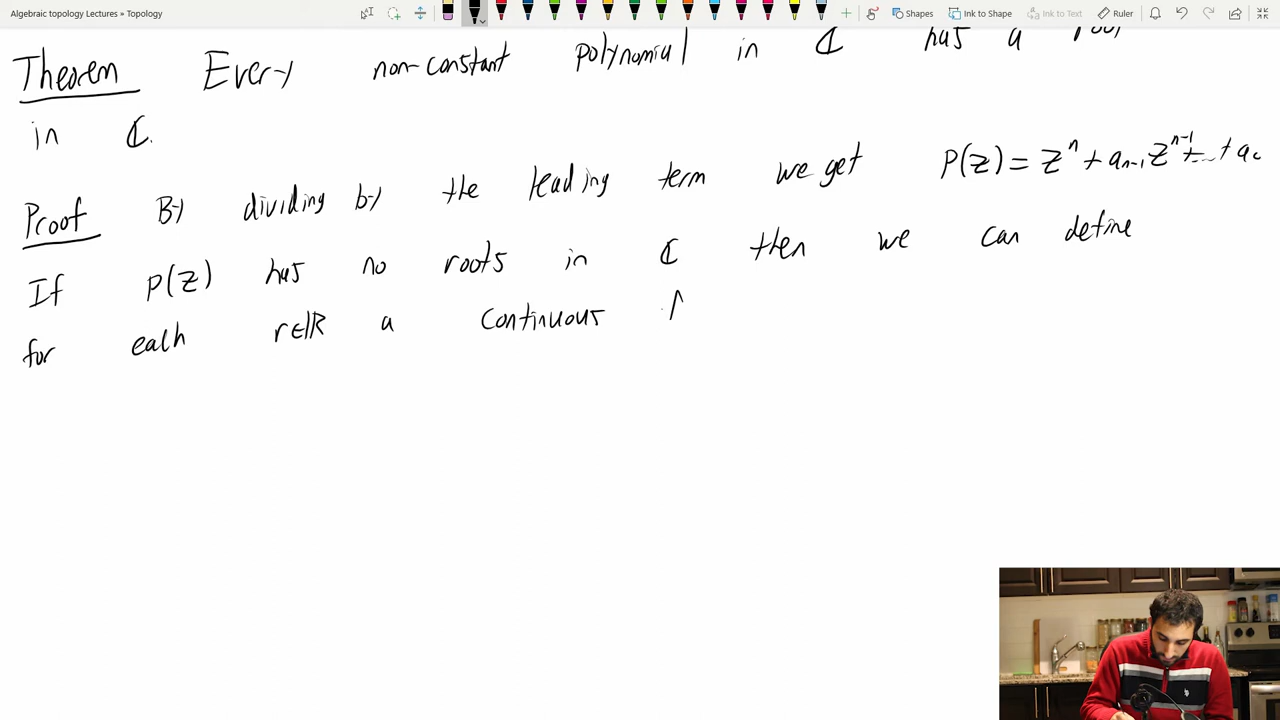 Algebraic topology Lectures » Topology
Shapes Ink to Shape Ink to Text Ruler
Theorem Every non-constant polynomial in ℂ has a root
in ℂ.
Proof By dividing by the leading term we get P(z) = z^n + a_{n-1} z^{n-1} + ... + a_0
If p(z) has no roots in ℂ then we can define
for each r∈ℝ a continuous